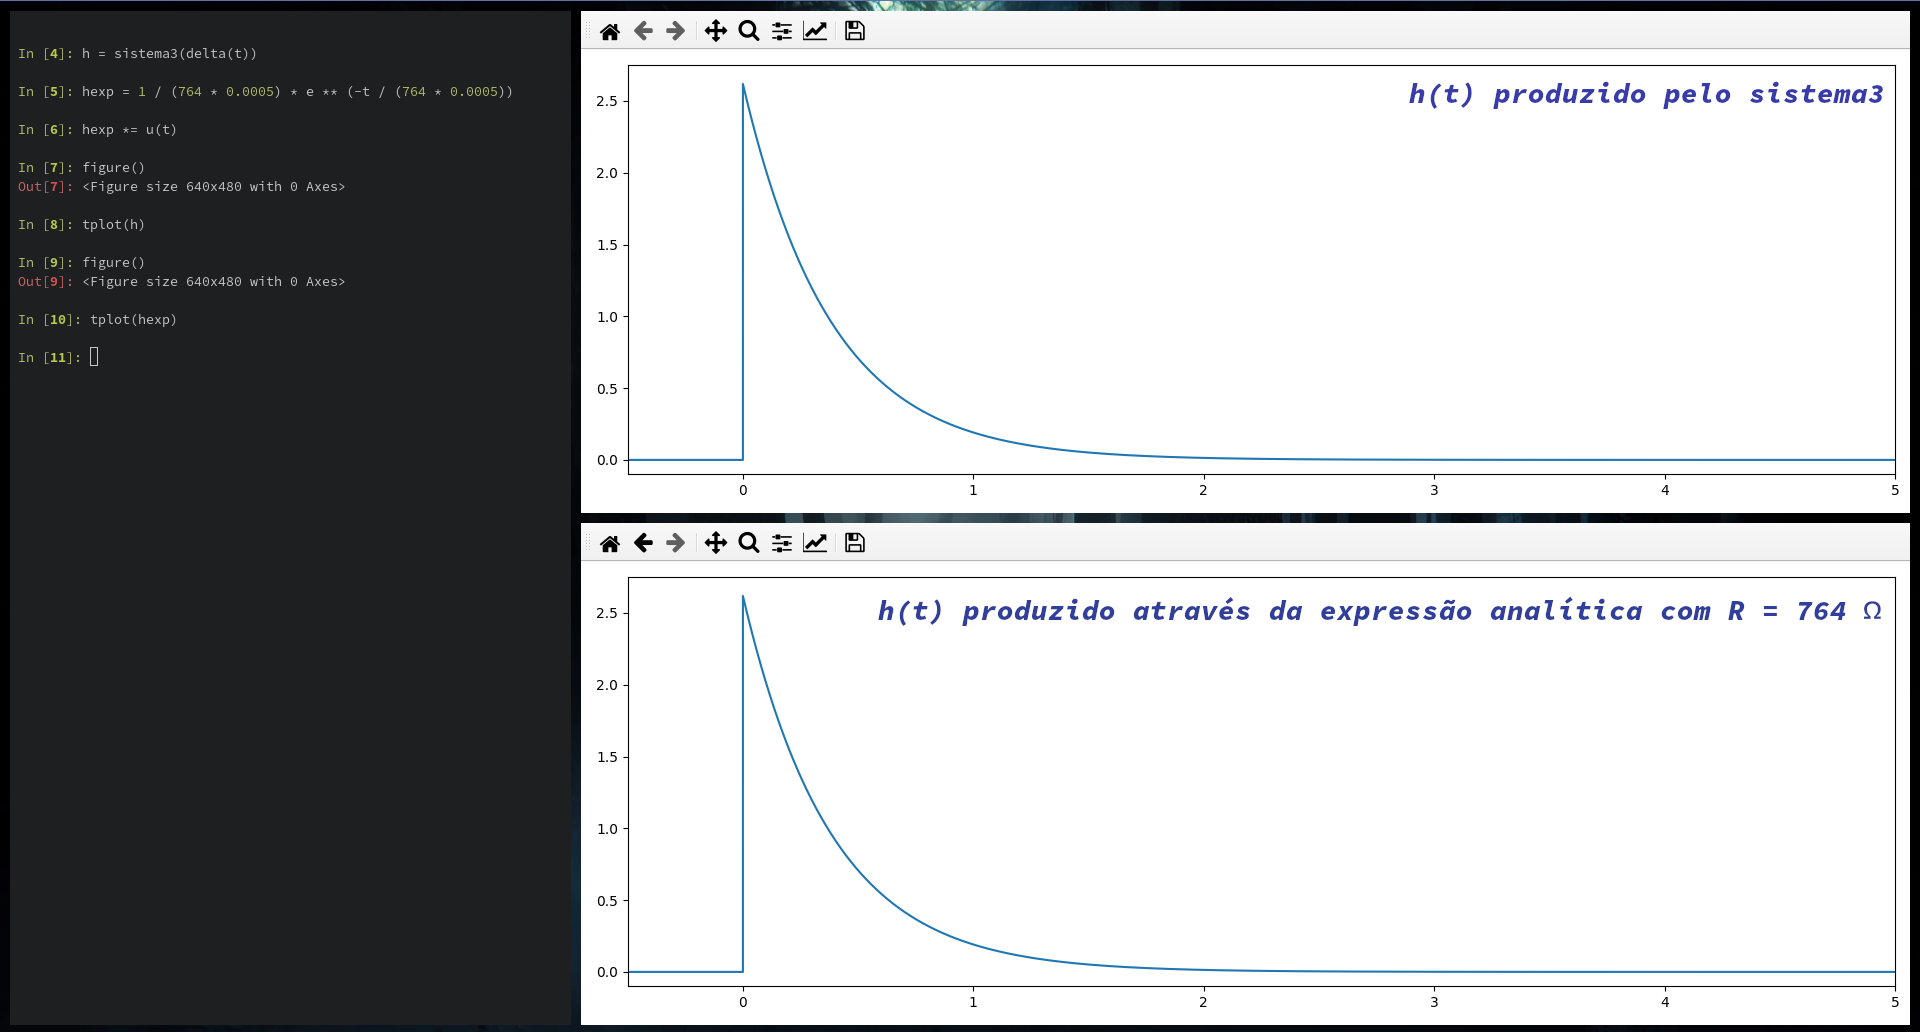 In [4]: h = sistema3(delta(t))
In [5]: hexp = 1 / (764 * 0.0005) * e ** (-t / (764 * 0.0005))
In [6]: hexp *= u(t)
In [7]: figure()
Out[7]: <Figure size 640x480 with 0 Axes>
In [8]: tplot(h)
In [9]: figure()
Out[9]: <Figure size 640x480 with 0 Axes>
In [10]: tplot(hexp)
In [11]:
h(t) produzido pelo sistema3
2.5
2.0
1.5
1.0
0.5
0.0
0 1 2 3 4 5
h(t) produzido através da expressão analítica com R = 764 Ω
2.5
2.0
1.5
1.0
0.5
0.0
0 1 2 3 4 5